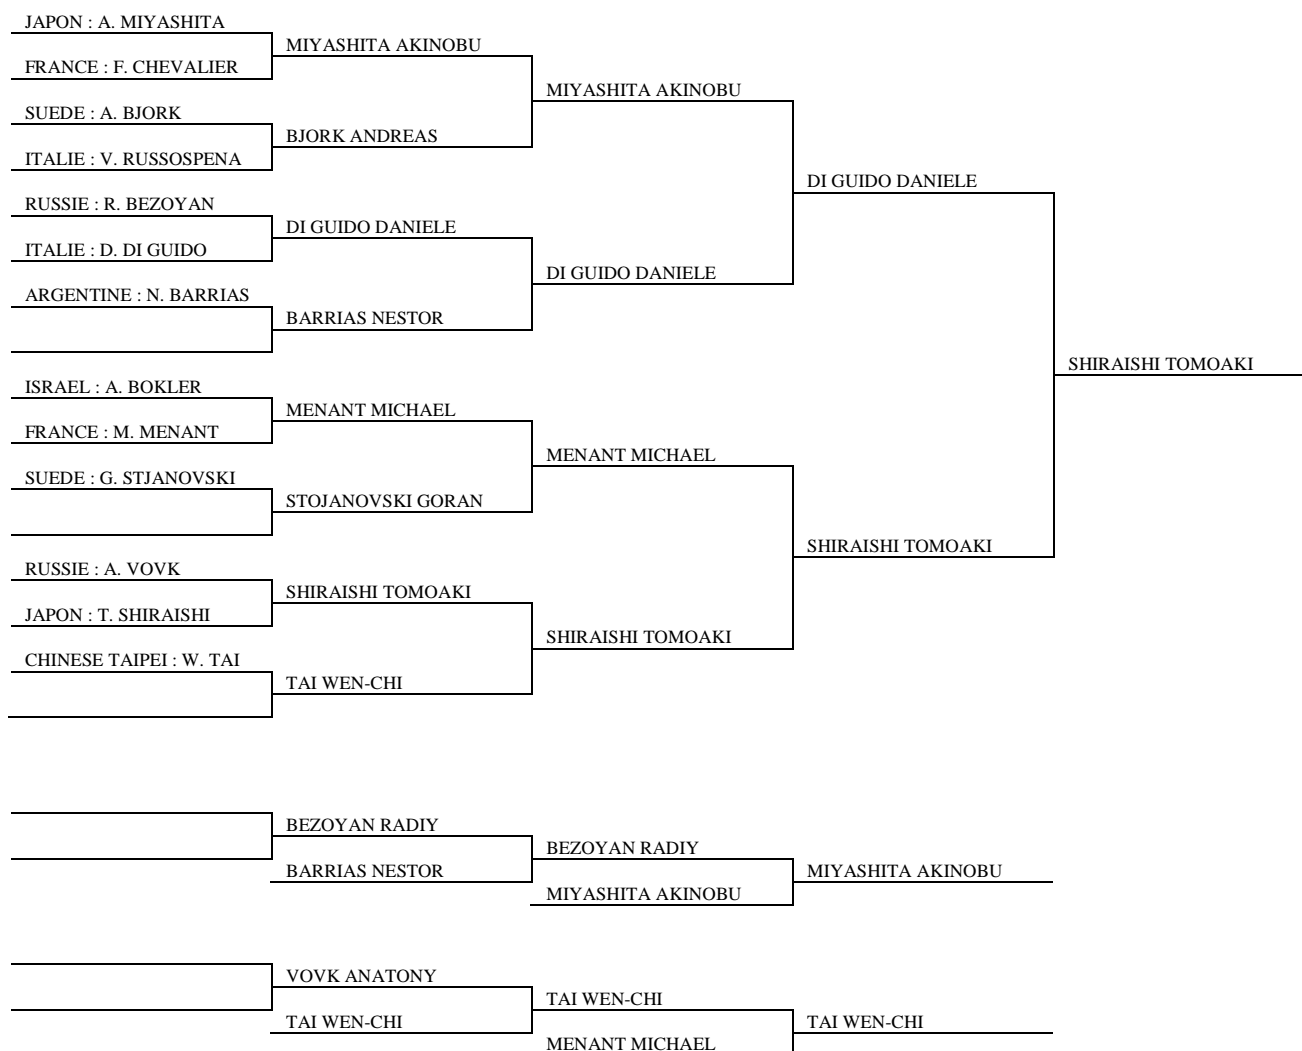 JAPON : A. MIYASHITA
MIYASHITA AKINOBU
FRANCE : F. CHEVALIER
MIYASHITA AKINOBU
SUEDE : A. BJORK
BJORK ANDREAS
ITALIE : V. RUSSOSPENA
DI GUIDO DANIELE
RUSSIE : R. BEZOYAN
DI GUIDO DANIELE
ITALIE : D. DI GUIDO
DI GUIDO DANIELE
ARGENTINE : N. BARRIAS
BARRIAS NESTOR
SHIRAISHI TOMOAKI
ISRAEL : A. BOKLER
MENANT MICHAEL
FRANCE : M. MENANT
MENANT MICHAEL
SUEDE : G. STJANOVSKI
STOJANOVSKI GORAN
SHIRAISHI TOMOAKI
RUSSIE : A. VOVK
SHIRAISHI TOMOAKI
JAPON : T. SHIRAISHI
SHIRAISHI TOMOAKI
CHINESE TAIPEI : W. TAI
TAI WEN-CHI
BEZOYAN RADIY
BEZOYAN RADIY
BARRIAS NESTOR
MIYASHITA AKINOBU
MIYASHITA AKINOBU
VOVK ANATONY
TAI WEN-CHI
TAI WEN-CHI
TAI WEN-CHI
MENANT MICHAEL